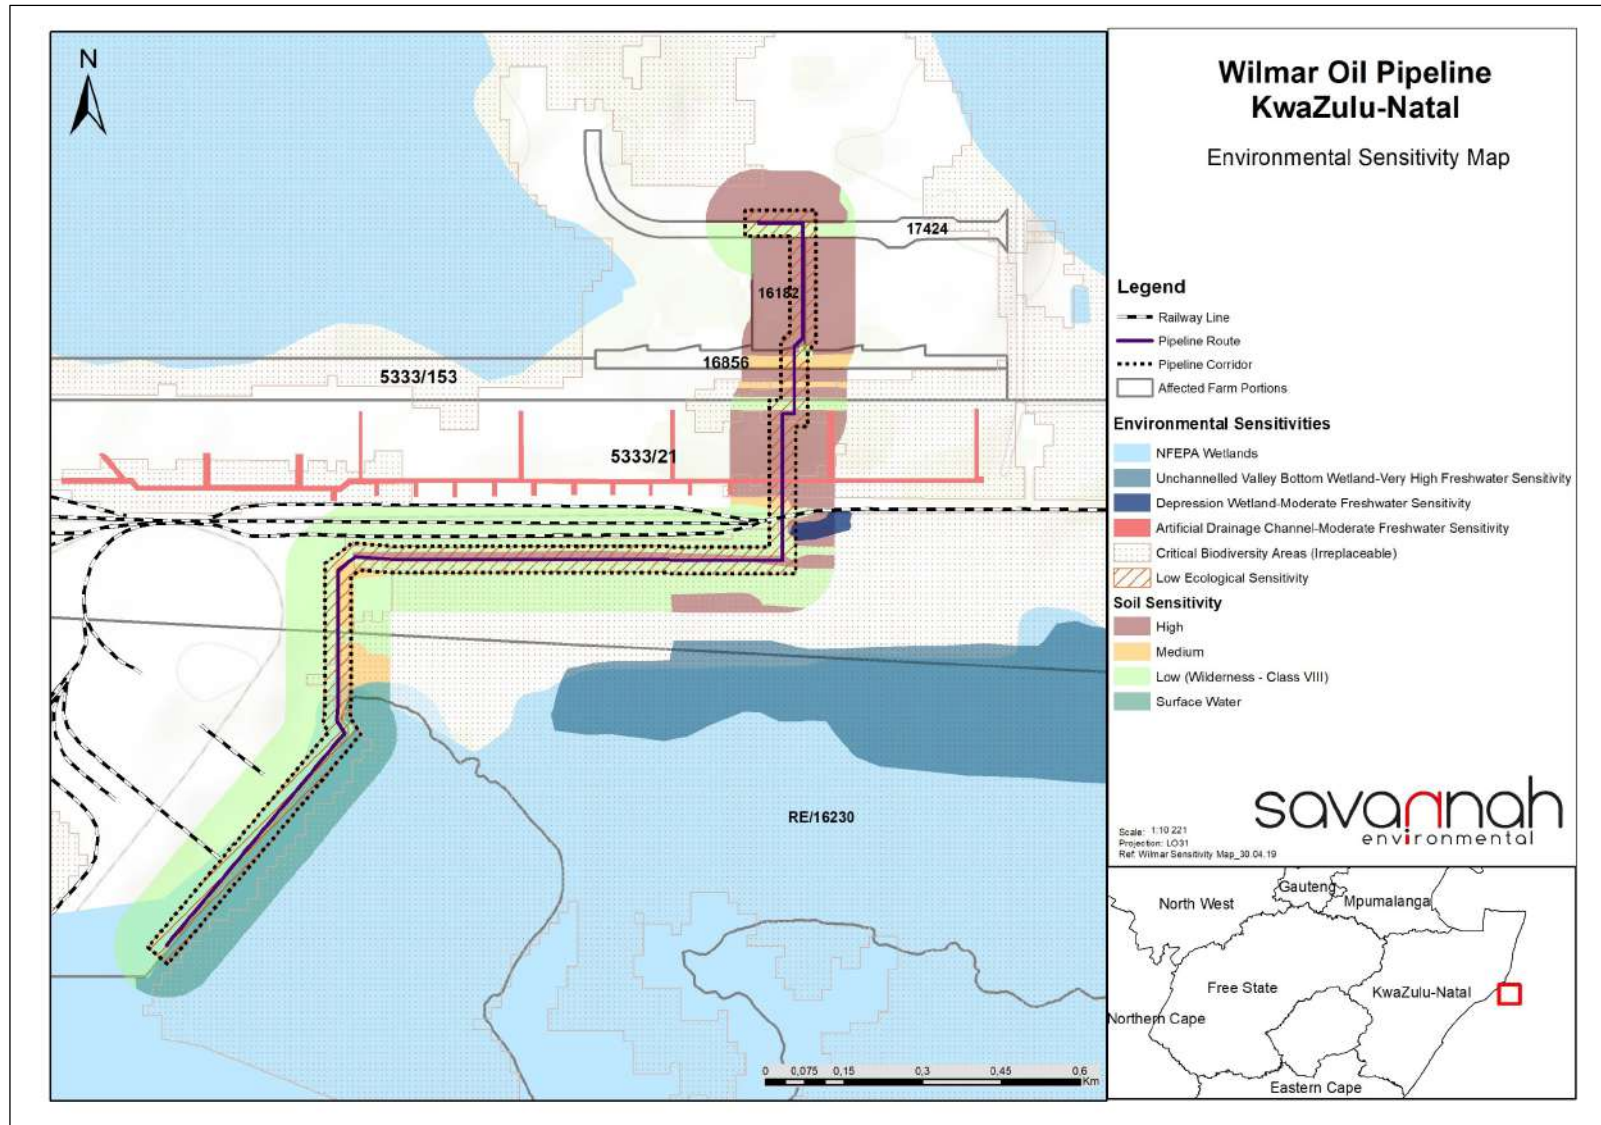 Wilmar Oil Pipeline
KwaZulu-Natal
Environmental Sensitivity Map
N
17424
16182
16856
5333/153
5333/21
RE/16230
0 0,075 0,15 0,3 0,45 0,6
Km
Legend
Railway Line
Pipeline Route
Pipeline Corridor
Affected Farm Portions
Environmental Sensitivities
NFEPA Wetlands
Unchannelled Valley Bottom Wetland-Very High Freshwater Sensitivity
Depression Wetland-Moderate Freshwater Sensitivity
Artificial Drainage Channel-Moderate Freshwater Sensitivity
Critical Biodiversity Areas (Irreplaceable)
Low Ecological Sensitivity
Soil Sensitivity
High
Medium
Low (Wilderness - Class VIII)
Surface Water
savannah
environmental
Scale: 1:10 221
Projection: LO31
Ref: Wilmar Sensitivity Map_30.04.19
Gauteng
North West
Mpumalanga
Free State
KwaZulu-Natal
Northern Cape
Eastern Cape